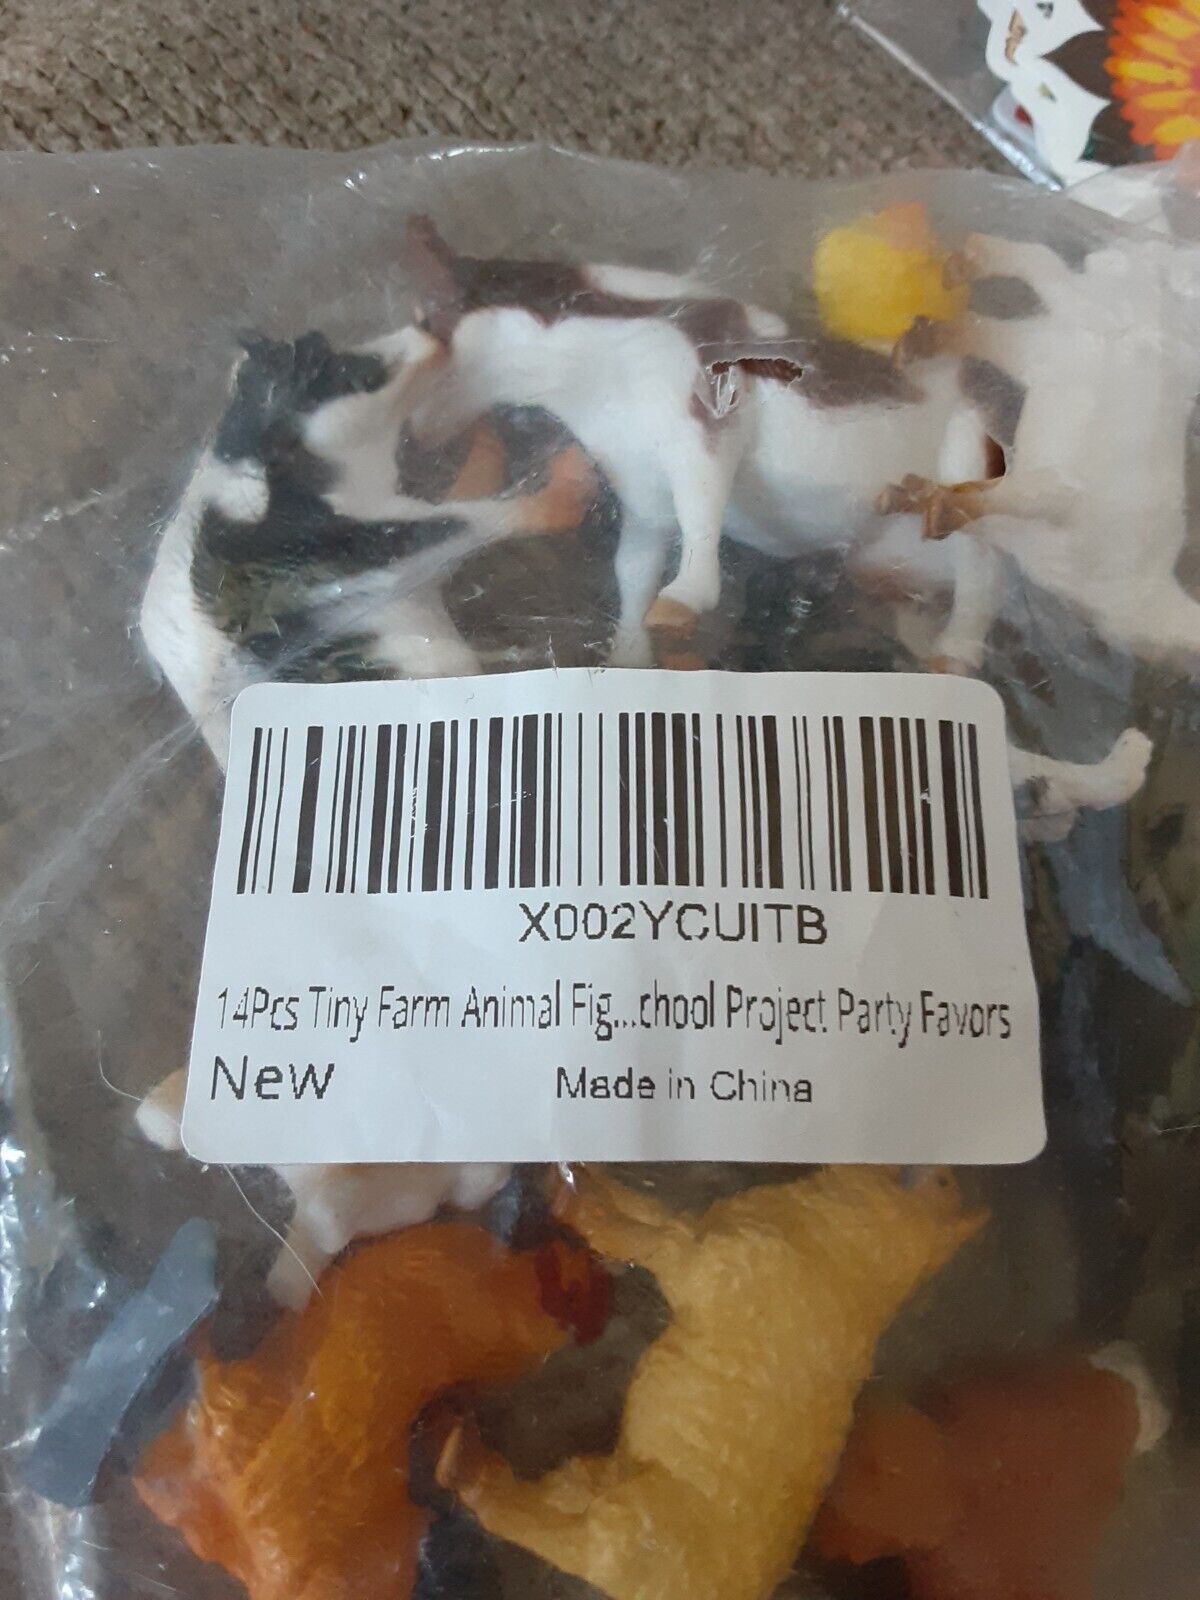 X002YCUITB
14Pcs Tiny Farm Animal Fig...chool Project Party Favors
New
Made in China